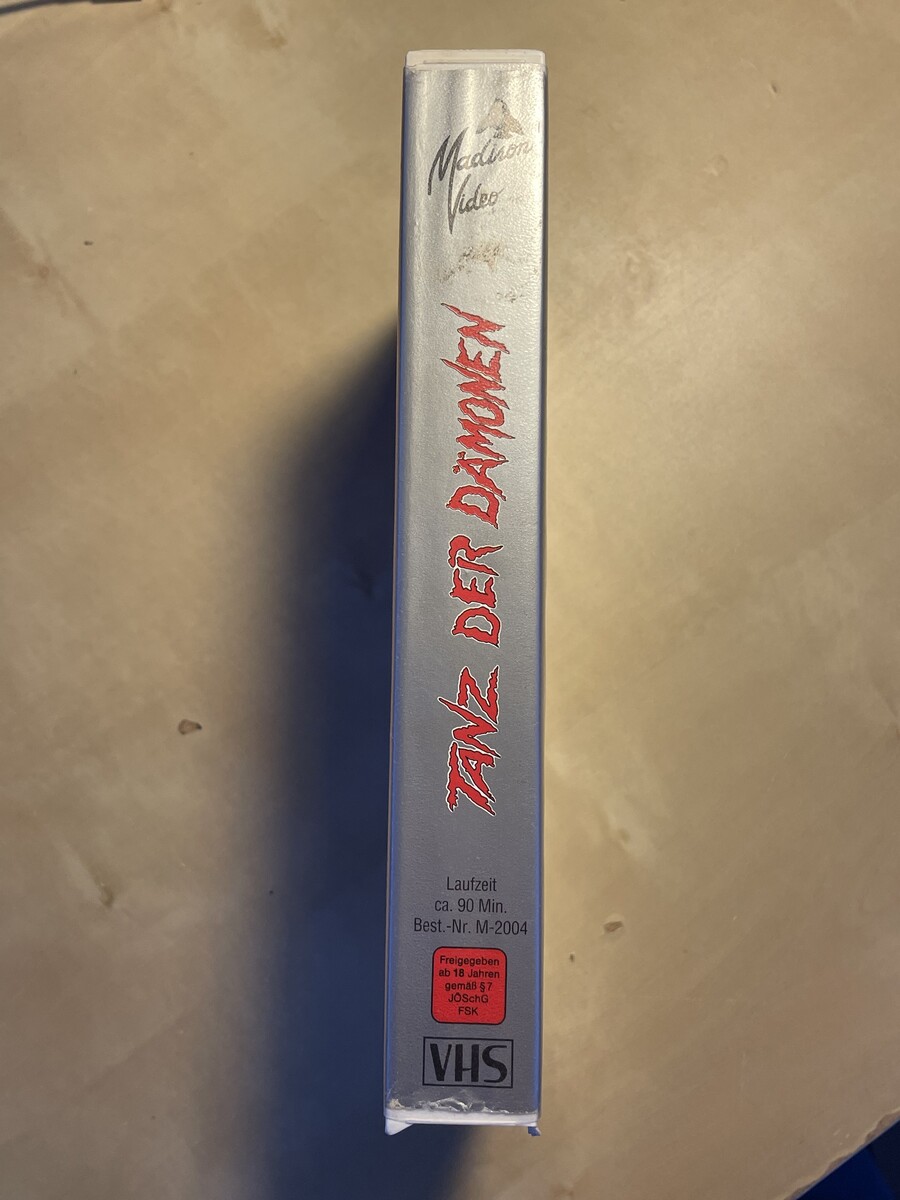 Madison
Video
TANZ DER DÄMONEN
Laufzeit
ca. 90 Min.
Best.-Nr. M-2004
Freigegeben
ab 18 Jahren
gemäß §7
JÖSchG
FSK
VHS